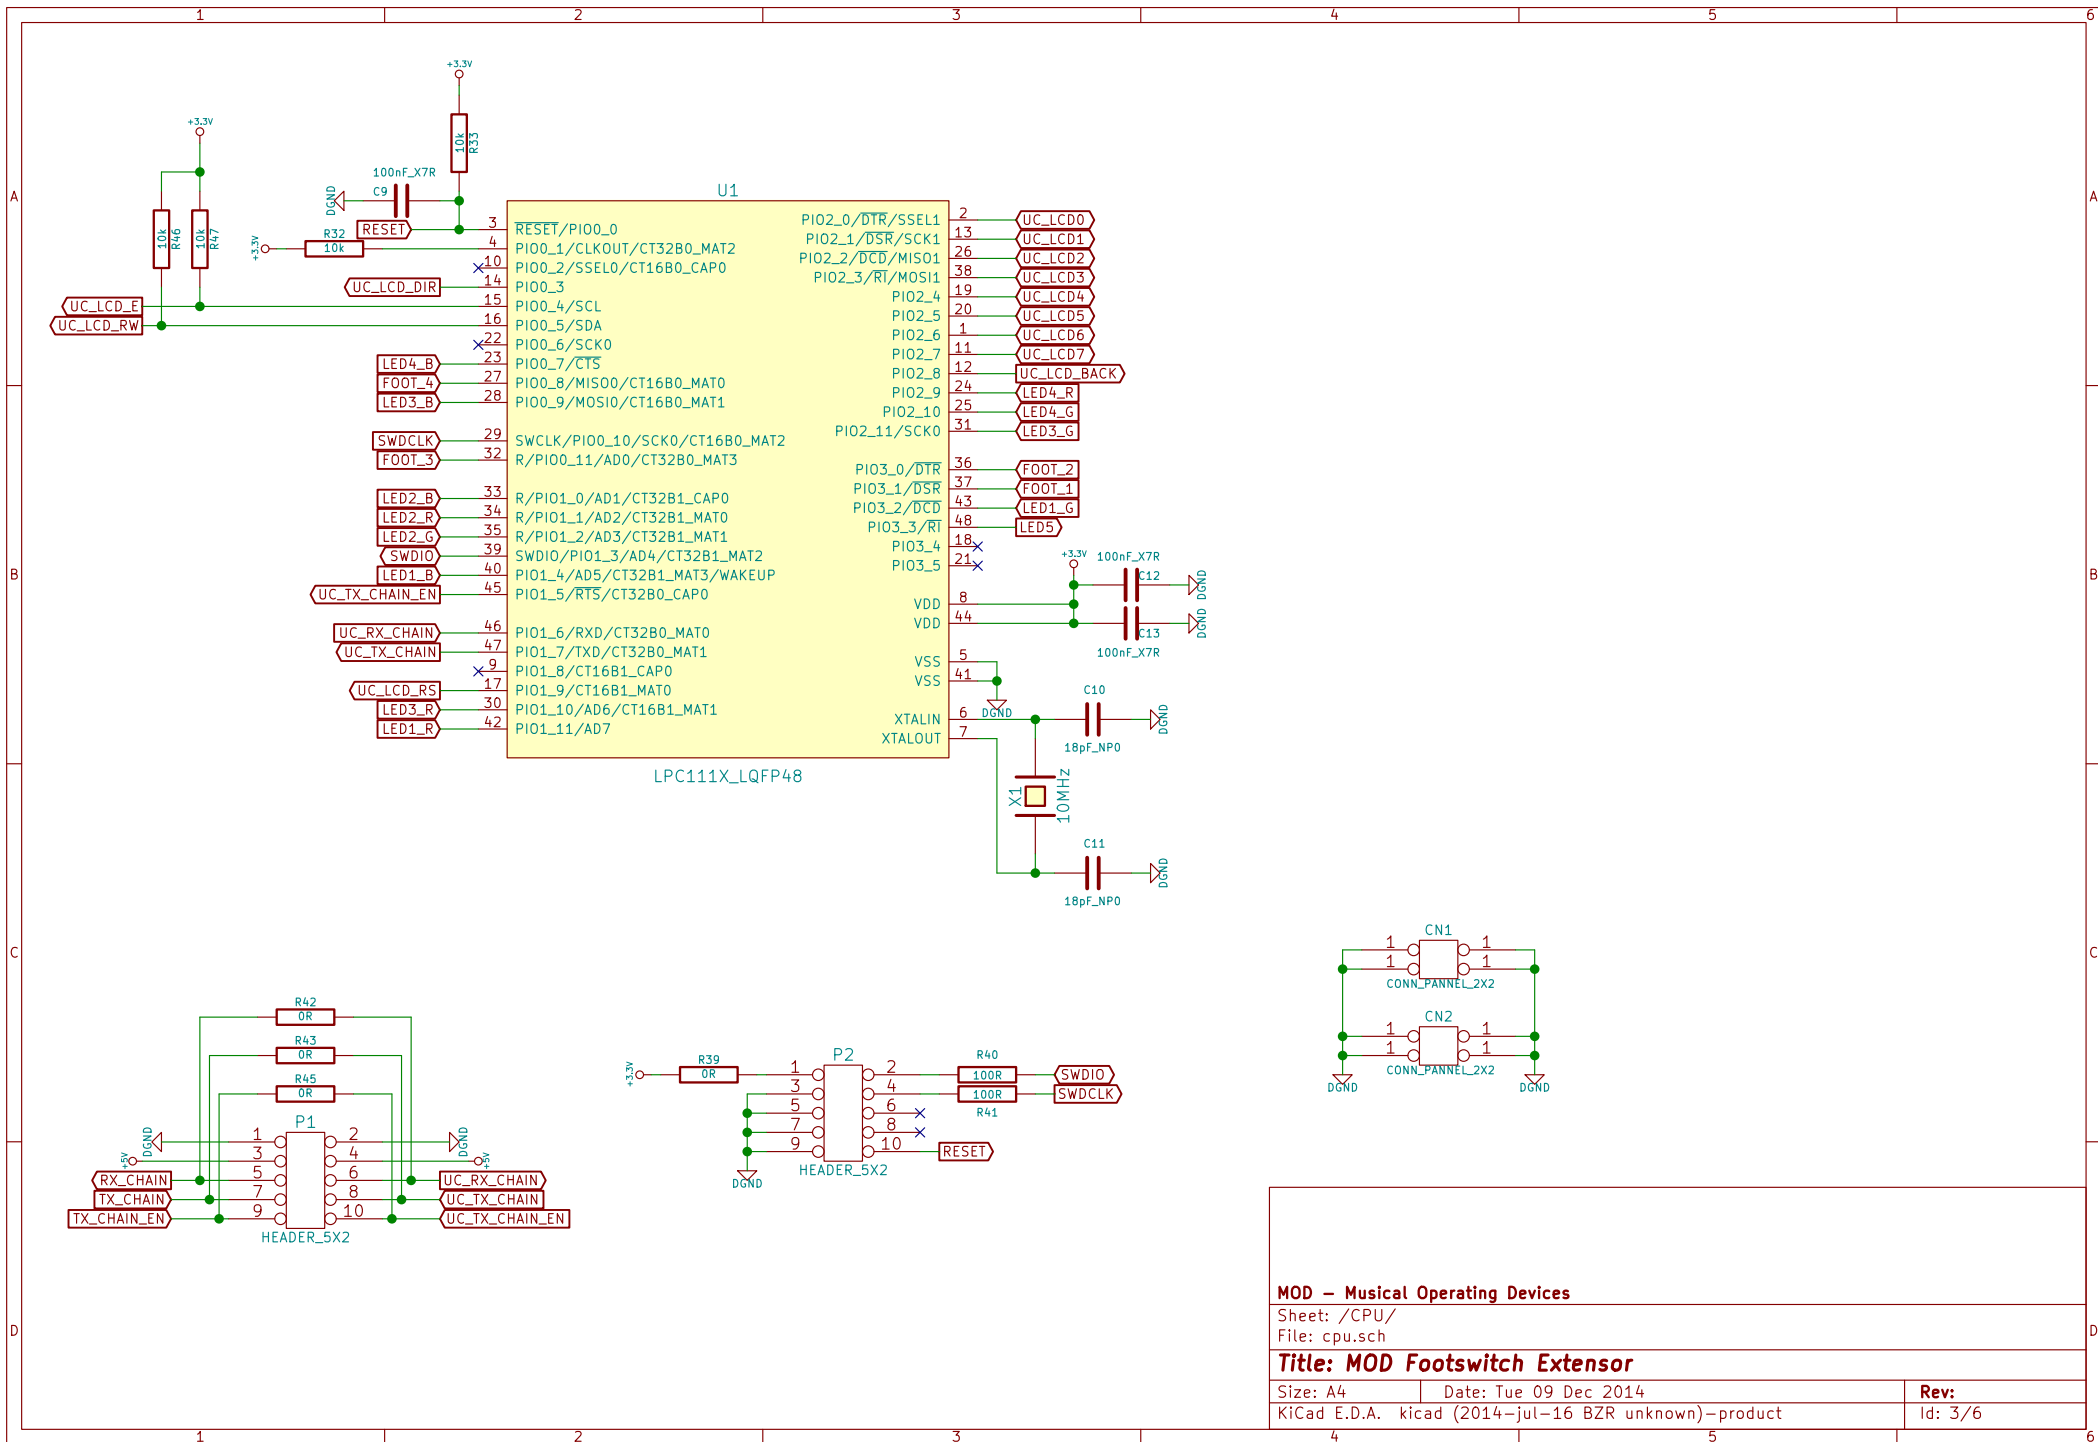 1 2 3 4 5 6
A
B
C
D
A
B
C
D
1 2 3 4 5 6
+3.3V
10k
R33
+3.3V
10k
R46
10k
R47
100nF_X7R
C9
DGND
RESET
R32
10k
+3.3V
UC_LCD_DIR
UC_LCD_E
UC_LCD_RW
LED4_B
FOOT_4
LED3_B
SWDCLK
FOOT_3
LED2_B
LED2_R
LED2_G
SWDIO
LED1_B
UC_TX_CHAIN_EN
UC_RX_CHAIN
UC_TX_CHAIN
UC_LCD_RS
LED3_R
LED1_R
U1
3 RESET/PIO0_0
4 PIO0_1/CLKOUT/CT32B0_MAT2
10 PIO0_2/SSEL0/CT16B0_CAP0
14 PIO0_3
15 PIO0_4/SCL
16 PIO0_5/SDA
22 PIO0_6/SCK0
23 PIO0_7/CTS
27 PIO0_8/MISO0/CT16B0_MAT0
28 PIO0_9/MOSI0/CT16B0_MAT1
29 SWCLK/PIO0_10/SCK0/CT16B0_MAT2
32 R/PIO0_11/AD0/CT32B0_MAT3
33 R/PIO1_0/AD1/CT32B1_CAP0
34 R/PIO1_1/AD2/CT32B1_MAT0
35 R/PIO1_2/AD3/CT32B1_MAT1
39 SWDIO/PIO1_3/AD4/CT32B1_MAT2
40 PIO1_4/AD5/CT32B1_MAT3/WAKEUP
45 PIO1_5/RTS/CT32B0_CAP0
46 PIO1_6/RXD/CT32B0_MAT0
47 PIO1_7/TXD/CT32B0_MAT1
9 PIO1_8/CT16B1_CAP0
17 PIO1_9/CT16B1_MAT0
30 PIO1_10/AD6/CT16B1_MAT1
42 PIO1_11/AD7
PIO2_0/DTR/SSEL1 2 UC_LCD0
PIO2_1/DSR/SCK1 13 UC_LCD1
PIO2_2/DCD/MISO1 26 UC_LCD2
PIO2_3/RI/MOSI1 38 UC_LCD3
PIO2_4 19 UC_LCD4
PIO2_5 20 UC_LCD5
PIO2_6 1 UC_LCD6
PIO2_7 11 UC_LCD7
PIO2_8 12 UC_LCD_BACK
PIO2_9 24 LED4_R
PIO2_10 25 LED4_G
PIO2_11/SCK0 31 LED3_G
PIO3_0/DTR 36 FOOT_2
PIO3_1/DSR 37 FOOT_1
PIO3_2/DCD 43 LED1_G
PIO3_3/RI 48 LED5
PIO3_4 18
PIO3_5 21
VDD 8
VDD 44
VSS 5
VSS 41
XTALIN 6
XTALOUT 7
LPC111X_LQFP48
+3.3V
100nF_X7R
C12
DGND
C13
100nF_X7R
DGND
DGND
C10
18pF_NP0
DGND
X1
10MHz
C11
18pF_NP0
DGND
CN1
1 1
1 1
CONN_PANNEL_2X2
CN2
1 1
1 1
CONN_PANNEL_2X2
DGND DGND
R42
0R
R43
0R
R45
0R
P1
DGND 1 2 DGND
+5V 3 4 +5V
RX_CHAIN 5 6 UC_RX_CHAIN
TX_CHAIN 7 8 UC_TX_CHAIN
TX_CHAIN_EN 9 10 UC_TX_CHAIN_EN
HEADER_5X2
+3.3V
R39
0R
P2
1 2
3 4
5 6
7 8
9 10
HEADER_5X2
DGND
R40
100R
SWDIO
100R
R41
SWDCLK
RESET
MOD – Musical Operating Devices
Sheet: /CPU/
File: cpu.sch
Title: MOD Footswitch Extensor
Size: A4 Date: Tue 09 Dec 2014 Rev:
KiCad E.D.A. kicad (2014-jul-16 BZR unknown)-product Id: 3/6